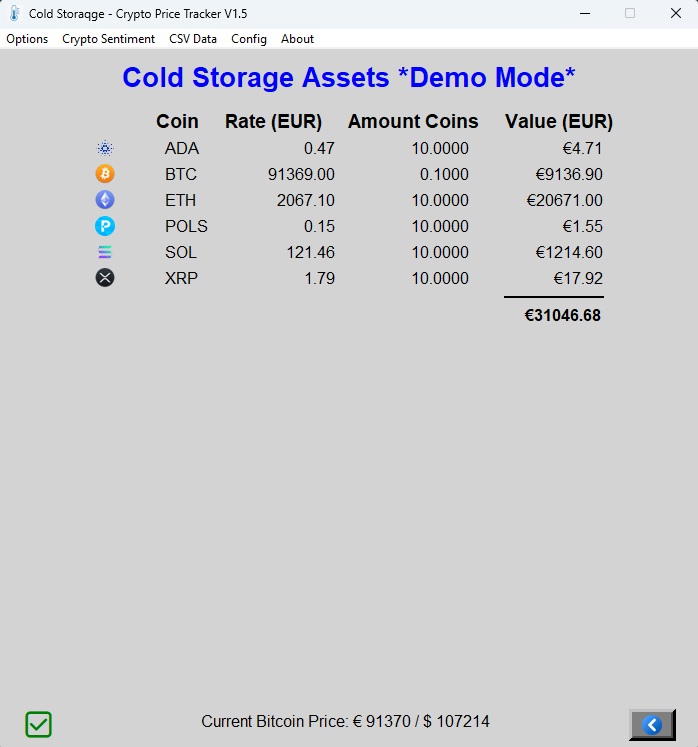 Cold Storaqge - Crypto Price Tracker V1.5
Options Crypto Sentiment CSV Data Config About
Cold Storage Assets *Demo Mode*
Coin Rate (EUR) Amount Coins Value (EUR)
ADA 0.47 10.0000 €4.71
BTC 91369.00 0.1000 €9136.90
ETH 2067.10 10.0000 €20671.00
POLS 0.15 10.0000 €1.55
SOL 121.46 10.0000 €1214.60
XRP 1.79 10.0000 €17.92
€31046.68
Current Bitcoin Price: € 91370 / $ 107214